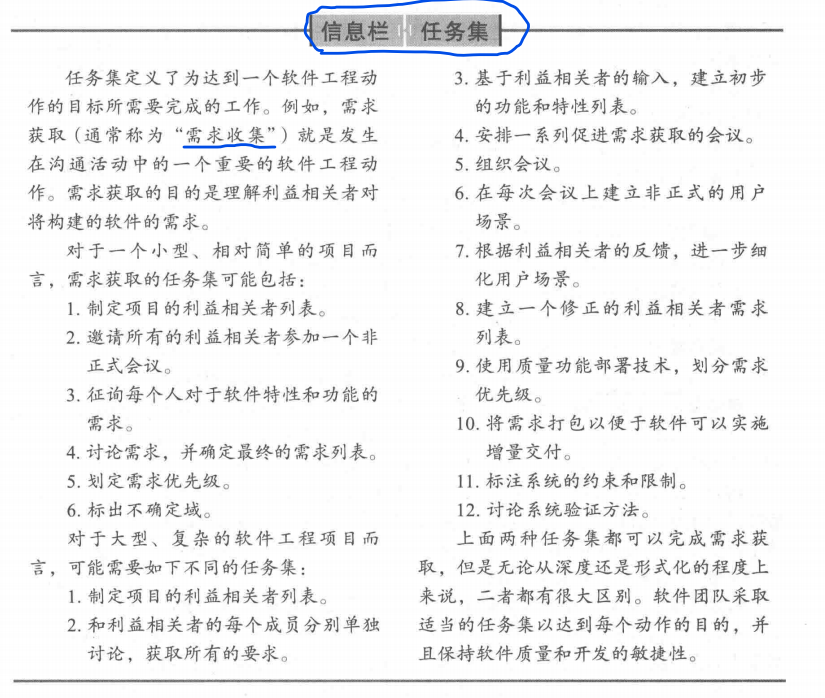 信息栏 任务集
任务集定义了为达到一个软件工程动
作的目标所需要完成的工作。例如，需求
获取（通常称为“需求收集”）就是发生
在沟通活动中的一个重要的软件工程动
作。需求获取的目的是理解利益相关者对
将构建的软件的需求。
对于一个小型、相对简单的项目而
言，需求获取的任务集可能包括：
1. 制定项目的利益相关者列表。
2. 邀请所有的利益相关者参加一个非
正式会议。
3. 征询每个人对于软件特性和功能的
需求。
4. 讨论需求，并确定最终的需求列表。
5. 划定需求优先级。
6. 标出不确定域。
对于大型、复杂的软件工程项目而
言，可能需要如下不同的任务集：
1. 制定项目的利益相关者列表。
2. 和利益相关者的每个成员分别单独
讨论，获取所有的要求。
3. 基于利益相关者的输入，建立初步
的功能和特性列表。
4. 安排一系列促进需求获取的会议。
5. 组织会议。
6. 在每次会议上建立非正式的用户
场景。
7. 根据利益相关者的反馈，进一步细
化用户场景。
8. 建立一个修正的利益相关者需求
列表。
9. 使用质量功能部署技术，划分需求
优先级。
10. 将需求打包以便于软件可以实施
增量交付。
11. 标注系统的约束和限制。
12. 讨论系统验证方法。
上面两种任务集都可以完成需求获
取，但是无论从深度还是形式化的程度上
来说，二者都有很大区别。软件团队采取
适当的任务集以达到每个动作的目的，并
且保持软件质量和开发的敏捷性。